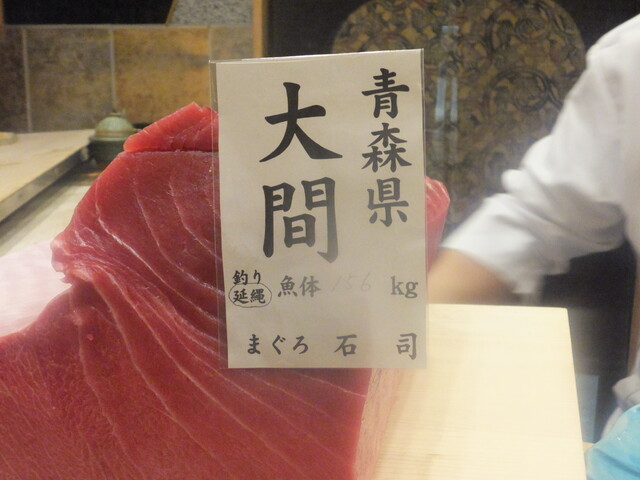 青森県
大間
釣り
延縄
魚体 156 kg
まぐろ 石司